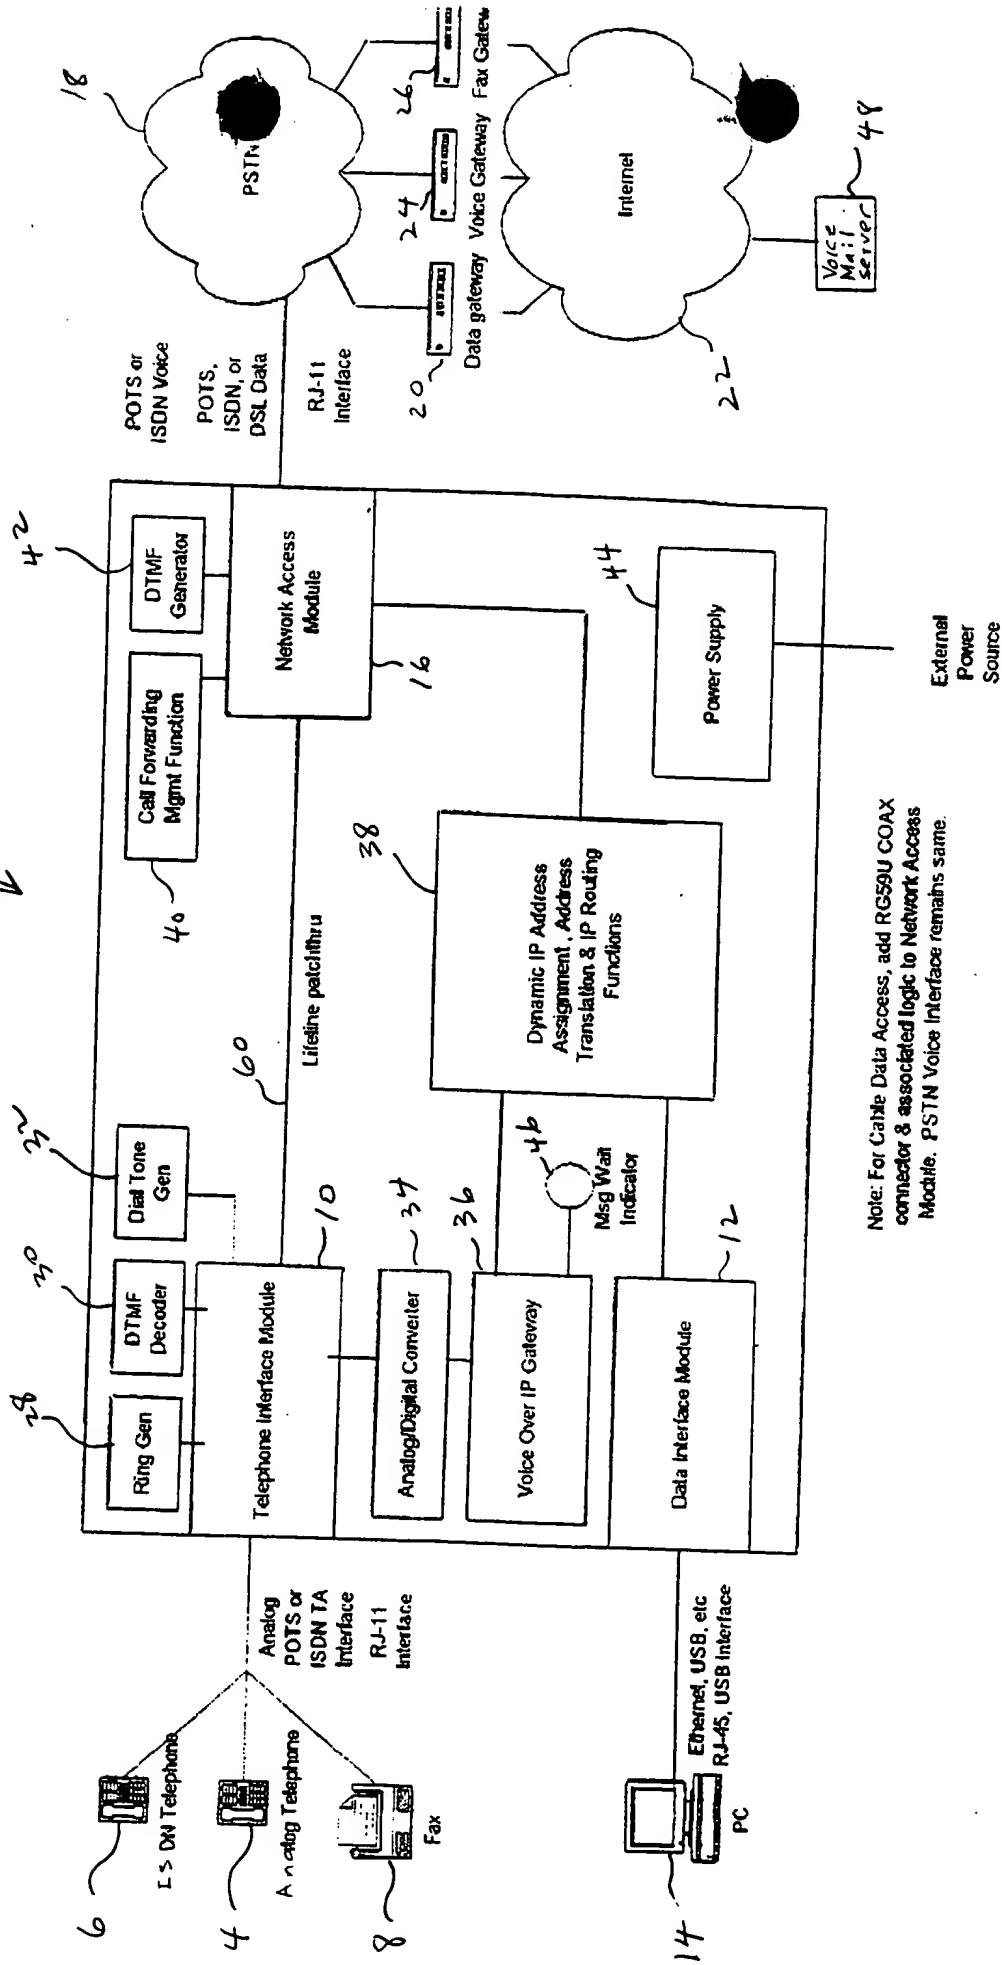 6
ISDN Telephone
4
Analog Telephone
8
Fax
14
PC
Analog
POTS or
ISDN TA
Interface
RJ-11
Interface
Ethernet, USB, etc
RJ-45, USB Interface
28
30
32
Ring Gen
DTMF
Decoder
Dial Tone
Gen
Telephone Interface Module
10
Analog/Digital Converter
34
Voice Over IP Gateway
36
46
Msg Wait
Indicator
Data Interface Module
12
60
Lifeline patchthru
38
Dynamic IP Address
Assignment, Address
Translation & IP Routing
Functions
40
Call Forwarding
Mgmt Function
42
DTMF
Generator
Network Access
Module
16
44
Power Supply
External
Power
Source
POTS or
ISDN Voice
POTS,
ISDN, or
DSL Data
RJ-11
Interface
18
PSTN
20
Data gateway
24
Voice Gateway
26
Fax Gatew
Internet
22
Voice
Mail
server
48
Note: For Cable Data Access, add RG59U COAX
connector & associated logic to Network Access
Module. PSTN Voice Interface remains same.